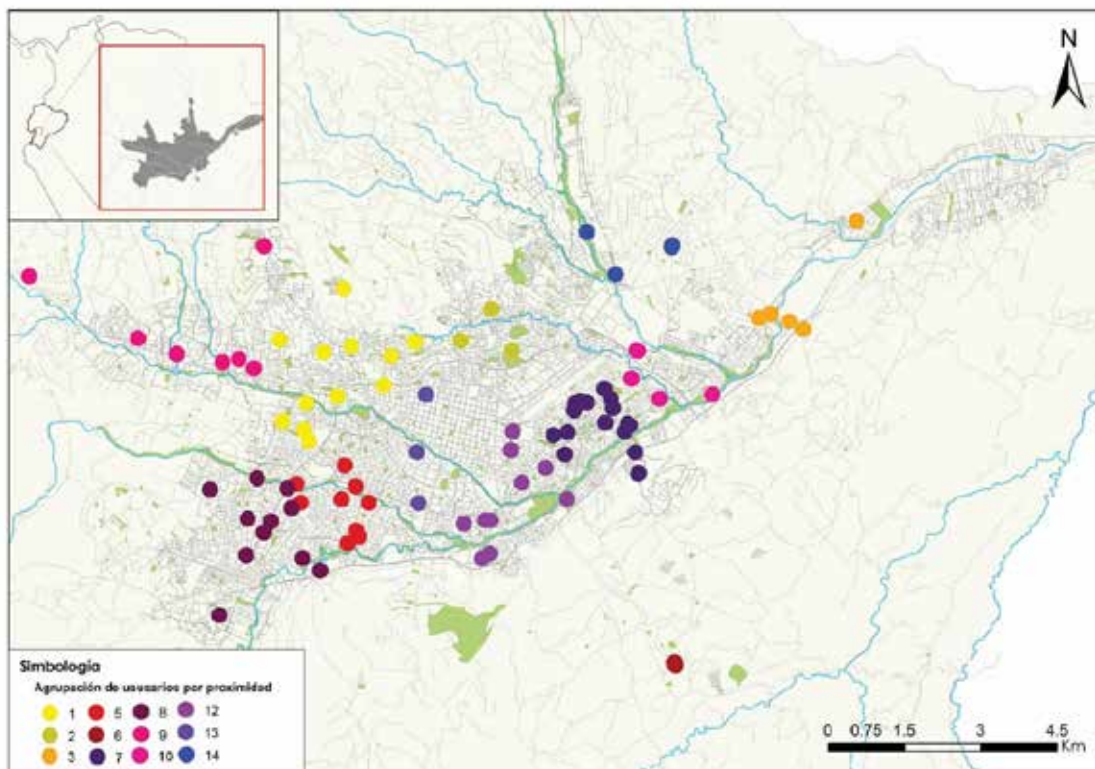 N
Simbología
Agrupación de ususarios por proximidad
1 5 8 12
2 6 9 13
3 7 10 14
0 0.75 1.5 3 4.5
Km